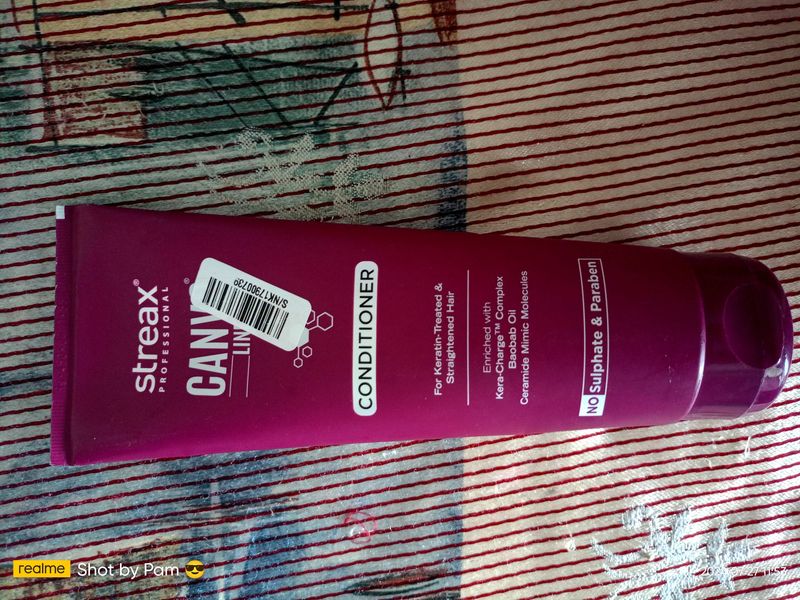 streax®
PROFESSIONAL
CANV
LIN
S/NK1790073
CONDITIONER
For Keratin-Treated &
Straightened Hair
Enriched with
Kera-Charge™ Complex
Baobab Oil
Ceramide Mimic Molecules
NO Sulphate & Paraben
realme Shot by Pam 😎